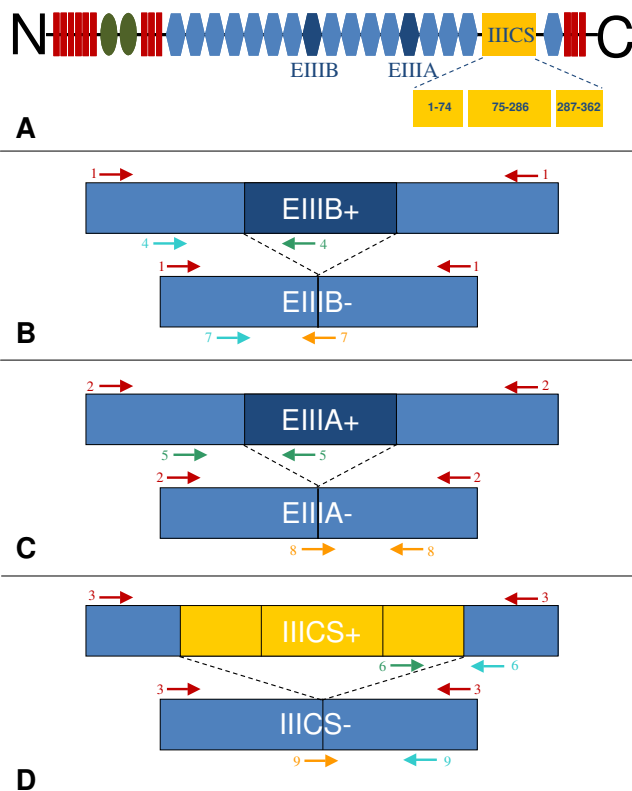 N
IIICS
C
EIIIB
EIIIA
1-74
75-286
287-362
A
1
1
EIIIB+
4
4
1
1
EIIIB-
7
7
B
2
2
EIIIA+
5
5
2
2
EIIIA-
8
8
C
3
3
IIICS+
6
6
3
3
IIICS-
9
9
D